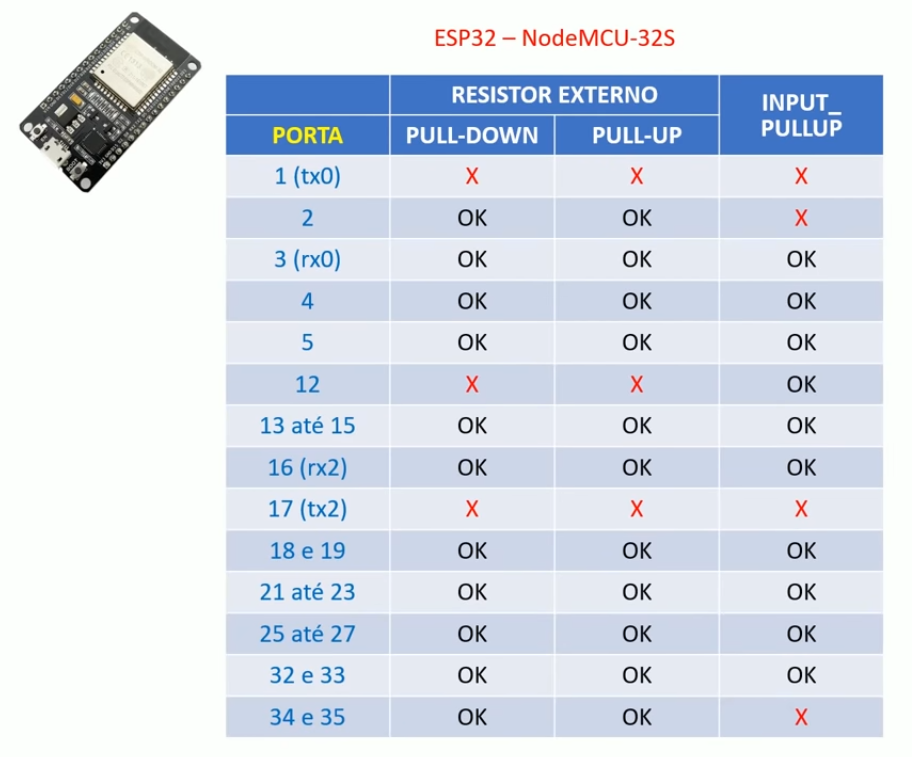 ESP32 – NodeMCU-32S
RESISTOR EXTERNO
INPUT_
PULLUP
PORTA PULL-DOWN PULL-UP
1 (tx0) X X X
2 OK OK X
3 (rx0) OK OK OK
4 OK OK OK
5 OK OK OK
12 X X OK
13 até 15 OK OK OK
16 (rx2) OK OK OK
17 (tx2) X X X
18 e 19 OK OK OK
21 até 23 OK OK OK
25 até 27 OK OK OK
32 e 33 OK OK OK
34 e 35 OK OK X